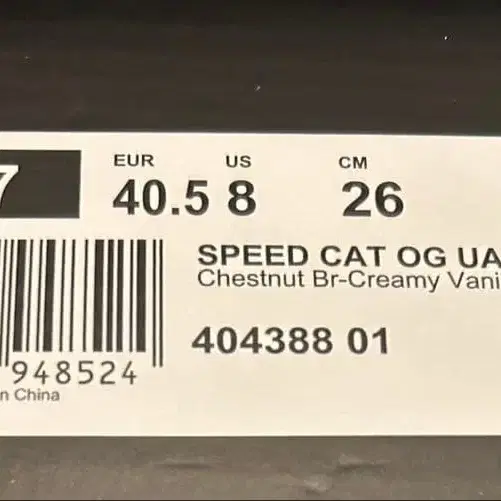 7
EUR US CM
40.5 8 26
SPEED CAT OG UA
Chestnut Br-Creamy Vani
404388 01
948524
n China